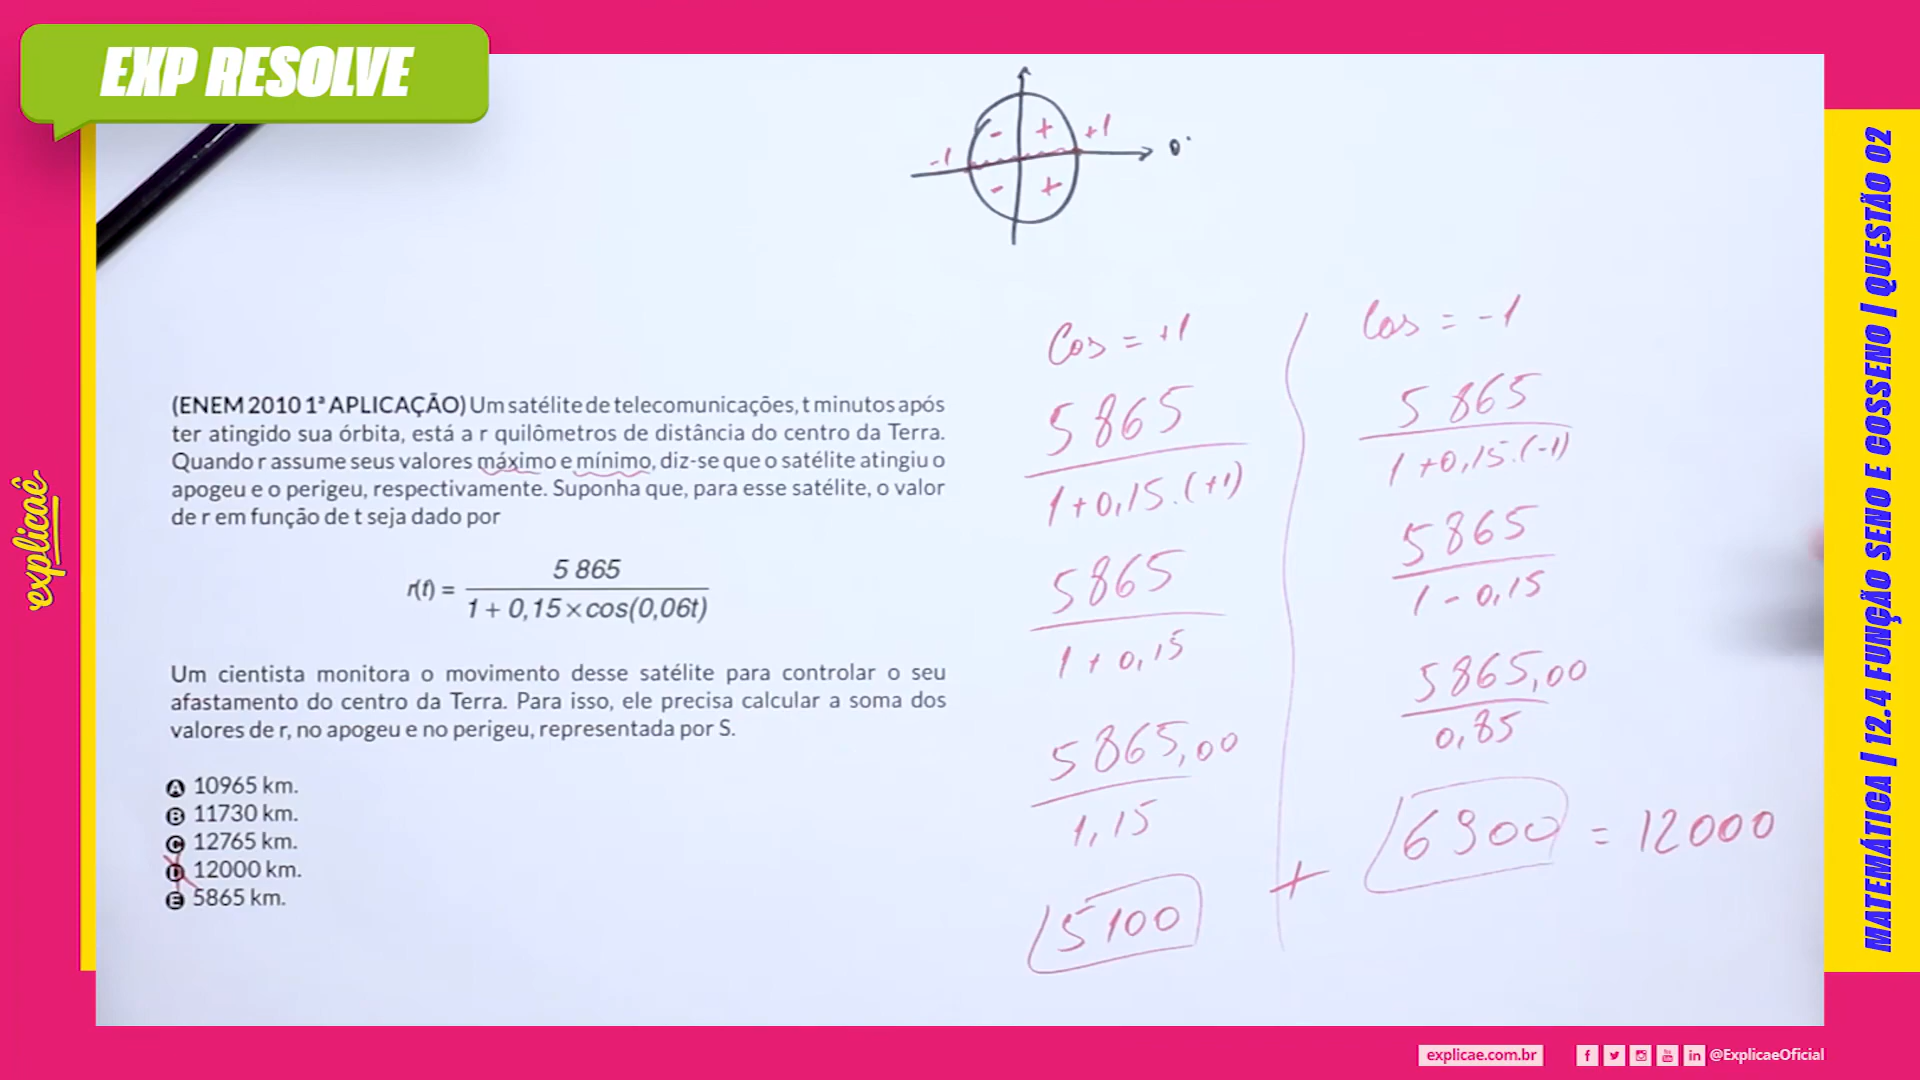 EXP RESOLVE
-
+
+1
0°
-1
-
+
(ENEM 2010 1ª APLICAÇÃO) Um satélite de telecomunicações, t minutos após
ter atingido sua órbita, está a r quilômetros de distância do centro da Terra.
Quando r assume seus valores máximo e mínimo, diz-se que o satélite atingiu o
apogeu e o perigeu, respectivamente. Suponha que, para esse satélite, o valor
de r em função de t seja dado por
r(t) = 5 865
1 + 0,15 × cos(0,06t)
Um cientista monitora o movimento desse satélite para controlar o seu
afastamento do centro da Terra. Para isso, ele precisa calcular a soma dos
valores de r, no apogeu e no perigeu, representada por S.
A 10965 km.
B 11730 km.
C 12765 km.
D 12000 km.
E 5865 km.
Cos = +1
5865
1 + 0,15 . (+1)
5865
1 + 0,15
5865,00
1,15
5100
+
Cos = -1
5865
1 + 0,15 . (-1)
5865
1 - 0,15
5865,00
0,85
6900 = 12000
explicaê
MATEMÁTICA | 12.4 FUNÇÃO SENO E COSSENO | QUESTÃO 02
explicae.com.br
@ExplicaeOficial